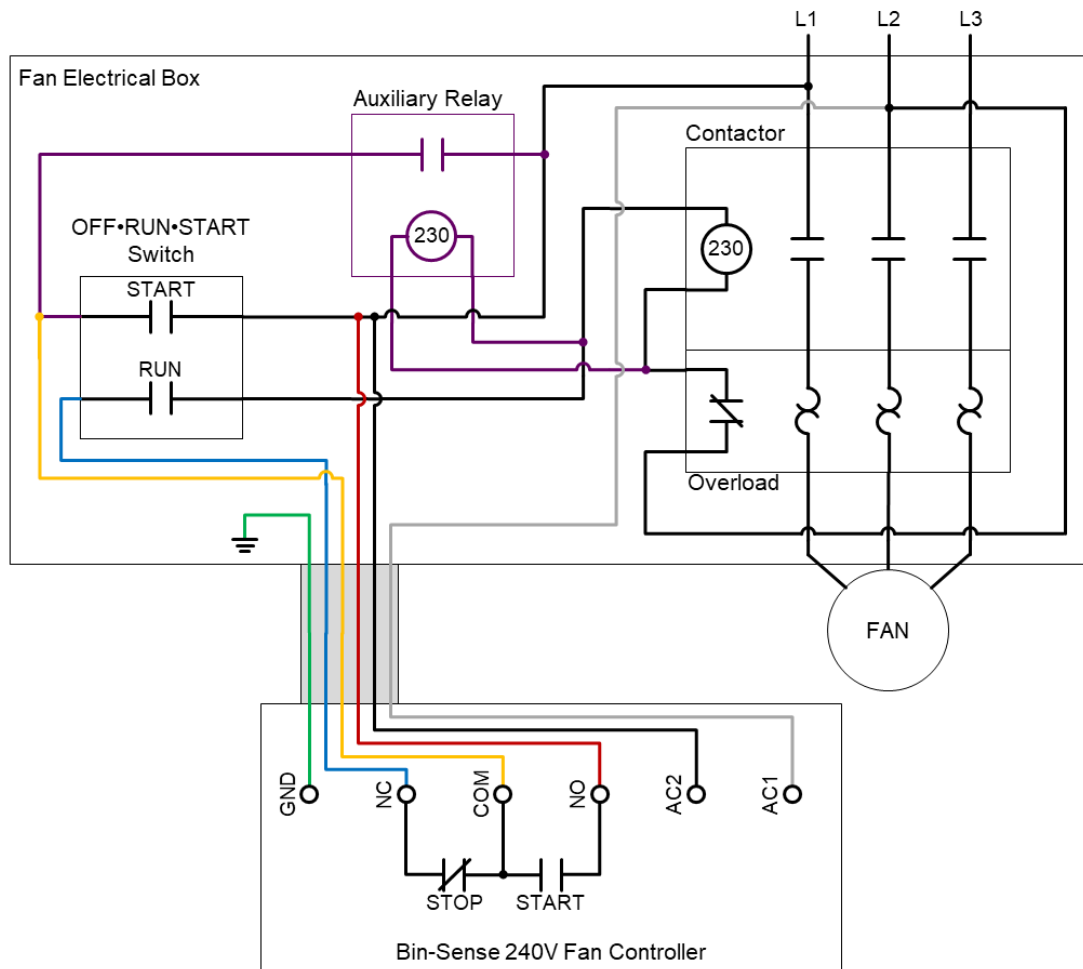 L1
L2
L3
Fan Electrical Box
Auxiliary Relay
Contactor
OFF•RUN•START
Switch
230
230
START
RUN
Overload
FAN
GND
NC
COM
NO
AC2
AC1
STOP
START
Bin-Sense 240V Fan Controller